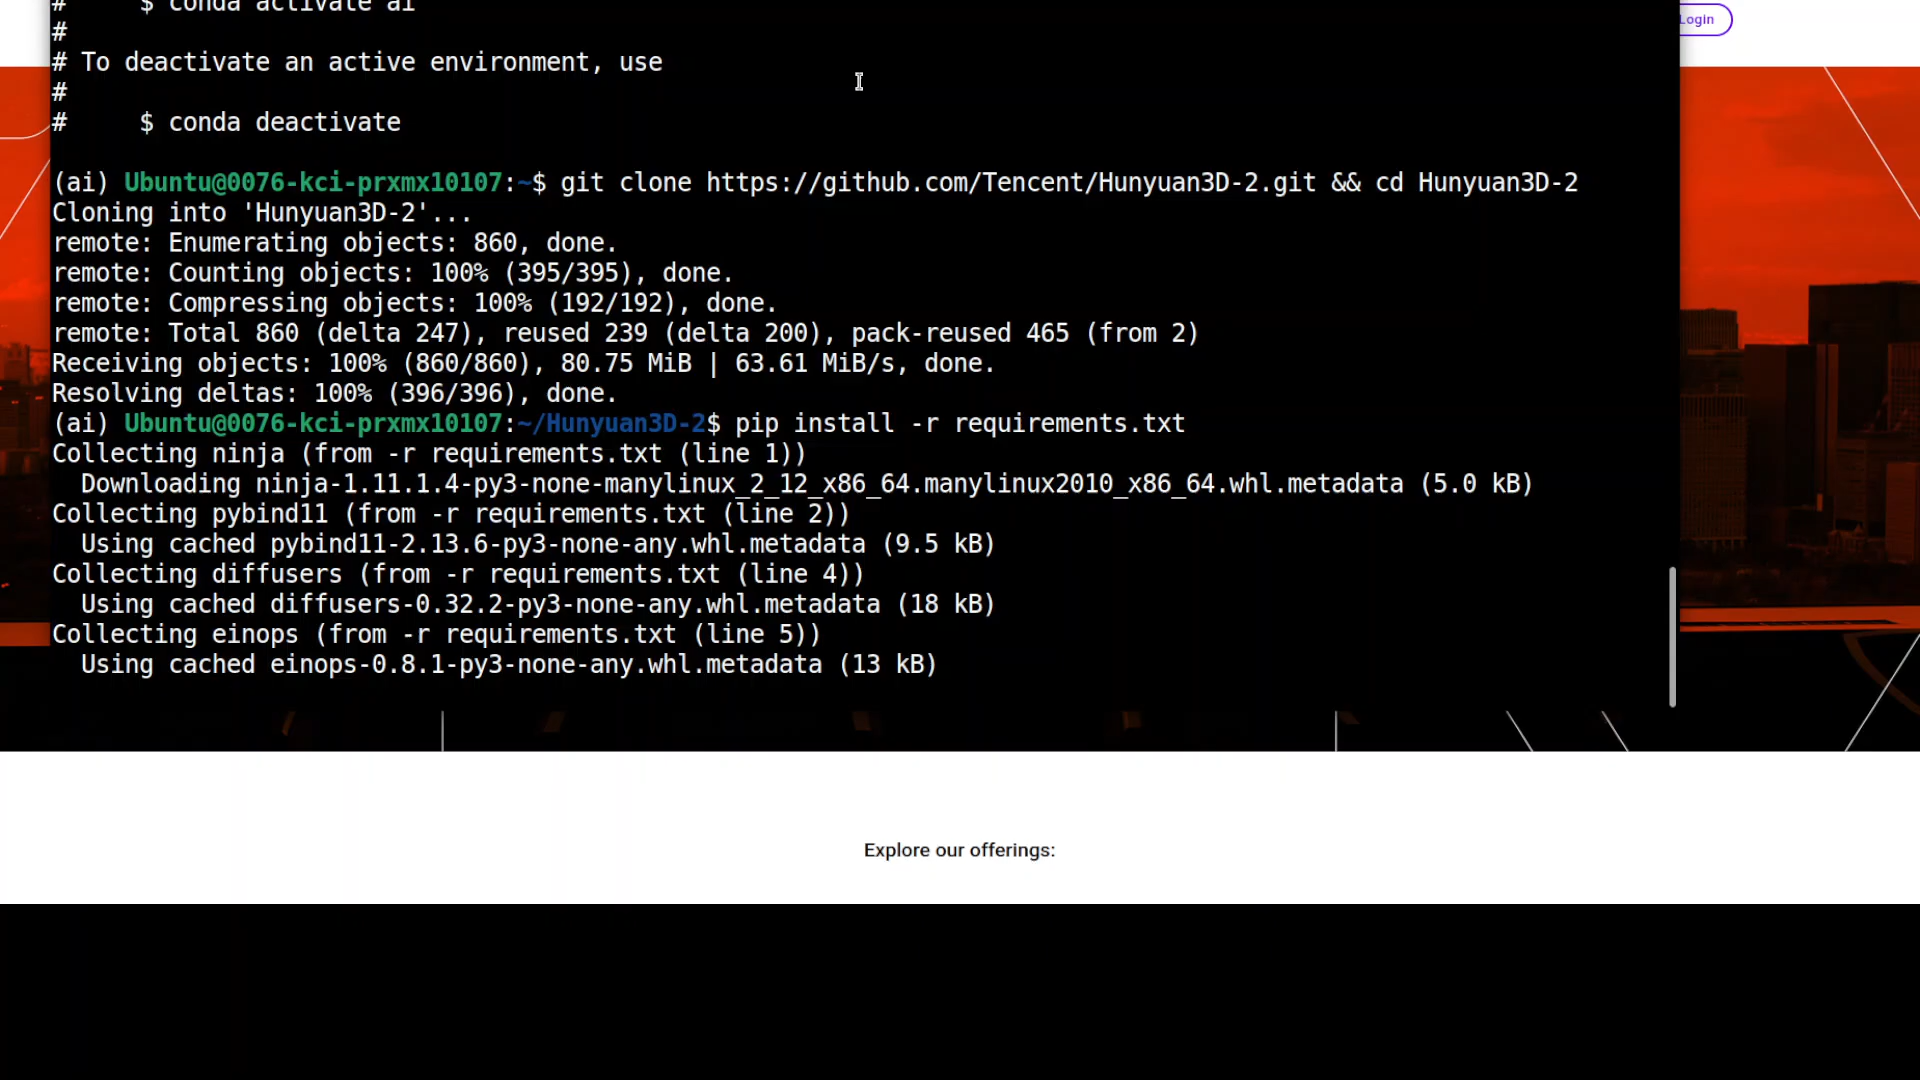 #     $ conda activate ai
#
# To deactivate an active environment, use
#
#     $ conda deactivate
(ai) Ubuntu@0076-kci-prxmx10107:~$ git clone https://github.com/Tencent/Hunyuan3D-2.git && cd Hunyuan3D-2
Cloning into 'Hunyuan3D-2'...
remote: Enumerating objects: 860, done.
remote: Counting objects: 100% (395/395), done.
remote: Compressing objects: 100% (192/192), done.
remote: Total 860 (delta 247), reused 239 (delta 200), pack-reused 465 (from 2)
Receiving objects: 100% (860/860), 80.75 MiB | 63.61 MiB/s, done.
Resolving deltas: 100% (396/396), done.
(ai) Ubuntu@0076-kci-prxmx10107:~/Hunyuan3D-2$ pip install -r requirements.txt
Collecting ninja (from -r requirements.txt (line 1))
  Downloading ninja-1.11.1.4-py3-none-manylinux_2_12_x86_64.manylinux2010_x86_64.whl.metadata (5.0 kB)
Collecting pybind11 (from -r requirements.txt (line 2))
  Using cached pybind11-2.13.6-py3-none-any.whl.metadata (9.5 kB)
Collecting diffusers (from -r requirements.txt (line 4))
  Using cached diffusers-0.32.2-py3-none-any.whl.metadata (18 kB)
Collecting einops (from -r requirements.txt (line 5))
  Using cached einops-0.8.1-py3-none-any.whl.metadata (13 kB)
Login
Explore our offerings: